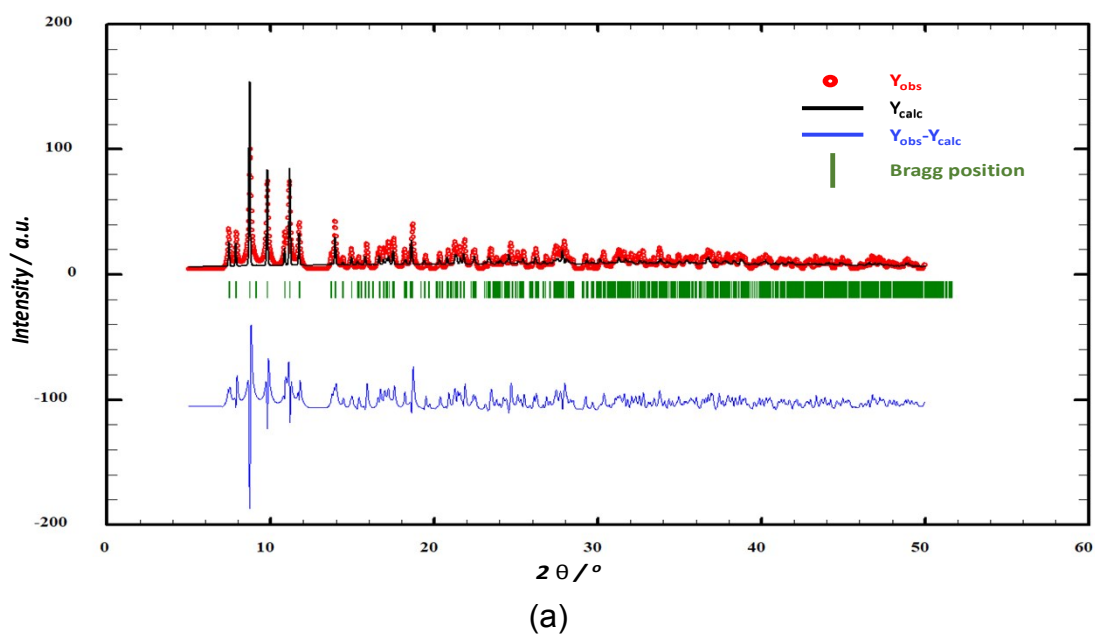 200
100
0
-100
-200
Intensity / a.u.
Yobs
Ycalc
Yobs-Ycalc
Bragg position
0 10 20 30 40 50 60
2 θ / º
(a)